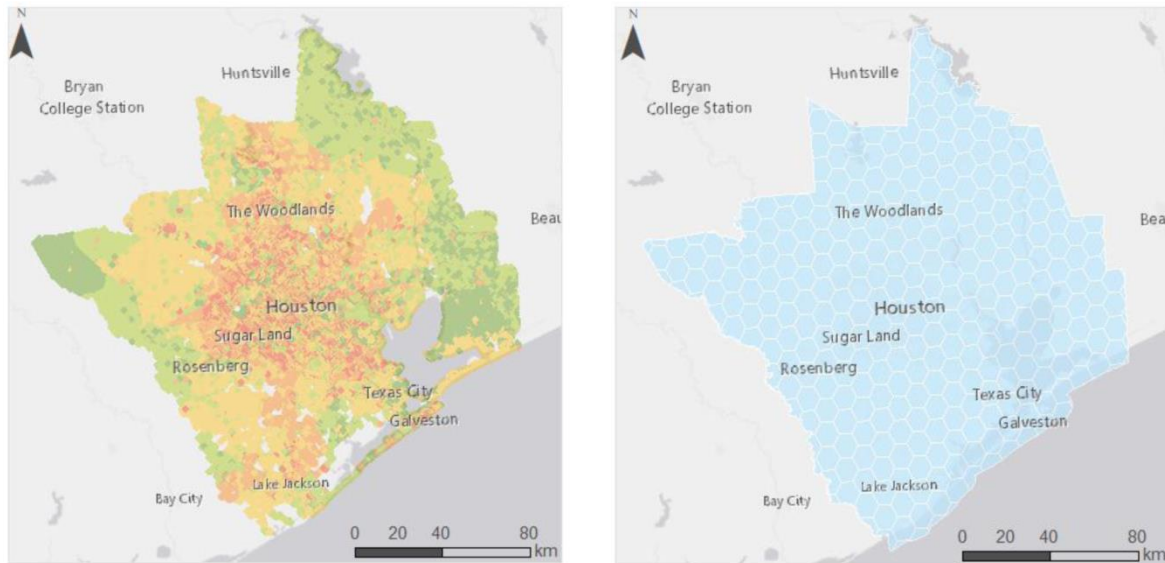 N
Huntsville
Bryan
College Station
The Woodlands
Beau
Houston
Sugar Land
Rosenberg
Texas City
Galveston
Lake Jackson
Bay City
0 20 40 80
km
N
Huntsville
Bryan
College Station
The Woodlands
Bea
Houston
Sugar Land
Rosenberg
Texas City
Galveston
Lake Jackson
Bay City
0 20 40 80
km